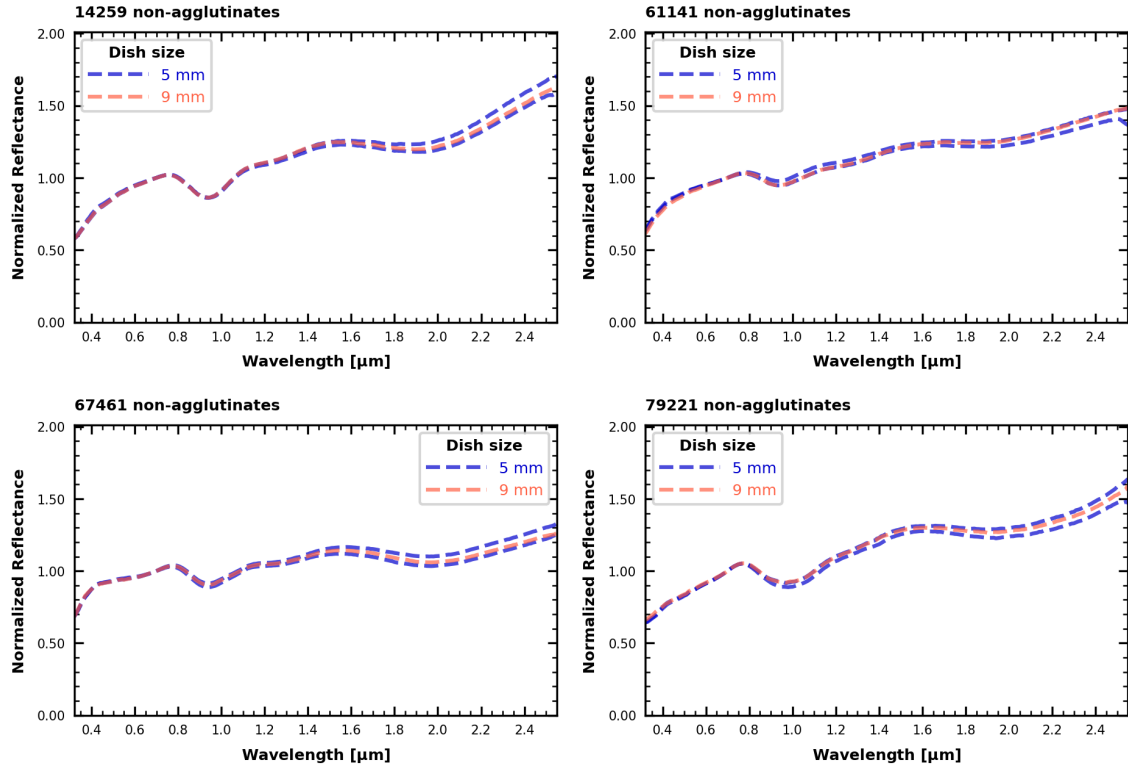 14259 non-agglutinates
Normalized Reflectance
2.00
1.50
1.00
0.50
0.00
Dish size
5 mm
9 mm
0.4 0.6 0.8 1.0 1.2 1.4 1.6 1.8 2.0 2.2 2.4
Wavelength [μm]
61141 non-agglutinates
Normalized Reflectance
2.00
1.50
1.00
0.50
0.00
Dish size
5 mm
9 mm
0.4 0.6 0.8 1.0 1.2 1.4 1.6 1.8 2.0 2.2 2.4
Wavelength [μm]
67461 non-agglutinates
Normalized Reflectance
2.00
1.50
1.00
0.50
0.00
Dish size
5 mm
9 mm
0.4 0.6 0.8 1.0 1.2 1.4 1.6 1.8 2.0 2.2 2.4
Wavelength [μm]
79221 non-agglutinates
Normalized Reflectance
2.00
1.50
1.00
0.50
0.00
Dish size
5 mm
9 mm
0.4 0.6 0.8 1.0 1.2 1.4 1.6 1.8 2.0 2.2 2.4
Wavelength [μm]